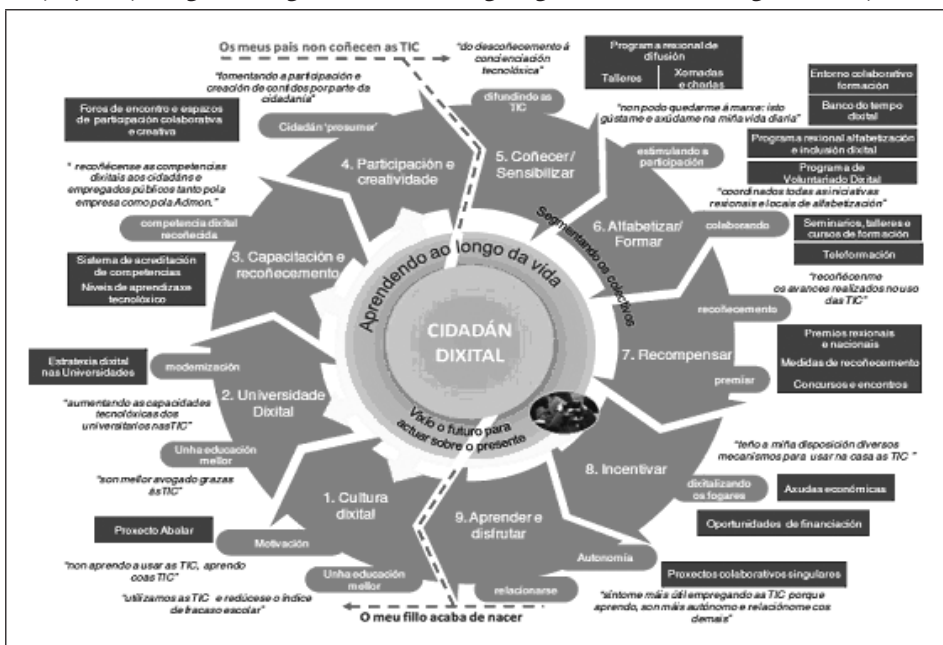 Os meus pais non coñecen as TIC
"do descoñecemento á
concienciación
tecnolóxica"
Programa rexional de
difusión
Talleres
Xornadas
e charlas
Entorno colaborativo
formación
Banco do tempo
dixital
Programa rexional alfabetización
e inclusión dixital
Programa de
Voluntariado Dixital
"fomentando a participación e
creación de contidos por parte da
cidadanía"
Foros de encontro e espazos
de participación colaborativa
e creativa
Cidadán 'prosumer'
difundindo as
TIC
"non podo quedarme á marxe: isto
gústame e axúdame na miña vida diaria"
estimulando a
participación
4. Participación e
creatividade
5. Coñecer/
Sensibilizar
"recoñécense as competencias
dixitais aos cidadáns e
empregados públicos tanto pola
empresa como pola Admon."
competencia dixital
recoñecida
"coordinados todas as iniciativas
rexionais e locais de alfabetización"
6. Alfabetizar/
Formar
colaborando
Seminarios, talleres e
cursos de formación
Teleformación
3. Capacitación e
recoñecemento
Sistema de acreditación
de competencias
Niveis de aprendizaxe
tecnolóxico
Aprendendo ao longo da vida
Segmentando os colectivos
CIDADÁN
DIXITAL
Vexo o futuro para
actuar sobre o presente
"recoñécenme
os avances realizados no uso
das TIC"
recoñecemento
7. Recompensar
premiar
Premios rexionais
e nacionais
Medidas de recoñecemento
Concursos e encontros
Estratexia dixital
nas Universidades
modernización
2. Universidade
Dixital
"aumentando as capacidades
tecnolóxicas dos
universitarios nas TIC"
Unha educación
mellor
"son mellor avogado grazas
ás TIC"
8. Incentivar
"teño a miña disposición diversos
mecanismos para usar na casa as TIC "
dixitalizando
os fogares
Axudas económicas
Oportunidades de financiación
1. Cultura
dixital
9. Aprender e
disfrutar
Proxecto Abalar
Motivación
"non aprendo a usar as TIC, aprendo
coas TIC"
Unha educación
mellor
"utilizamos as TIC e redúcese o índice
de fracaso escolar"
Autonomía
relacionarse
Proxectos colaborativos singulares
"síntome máis útil empregando as TIC porque
aprendo, son máis autónomo e relaciónome cos
demais"
O meu fillo acaba de nacer